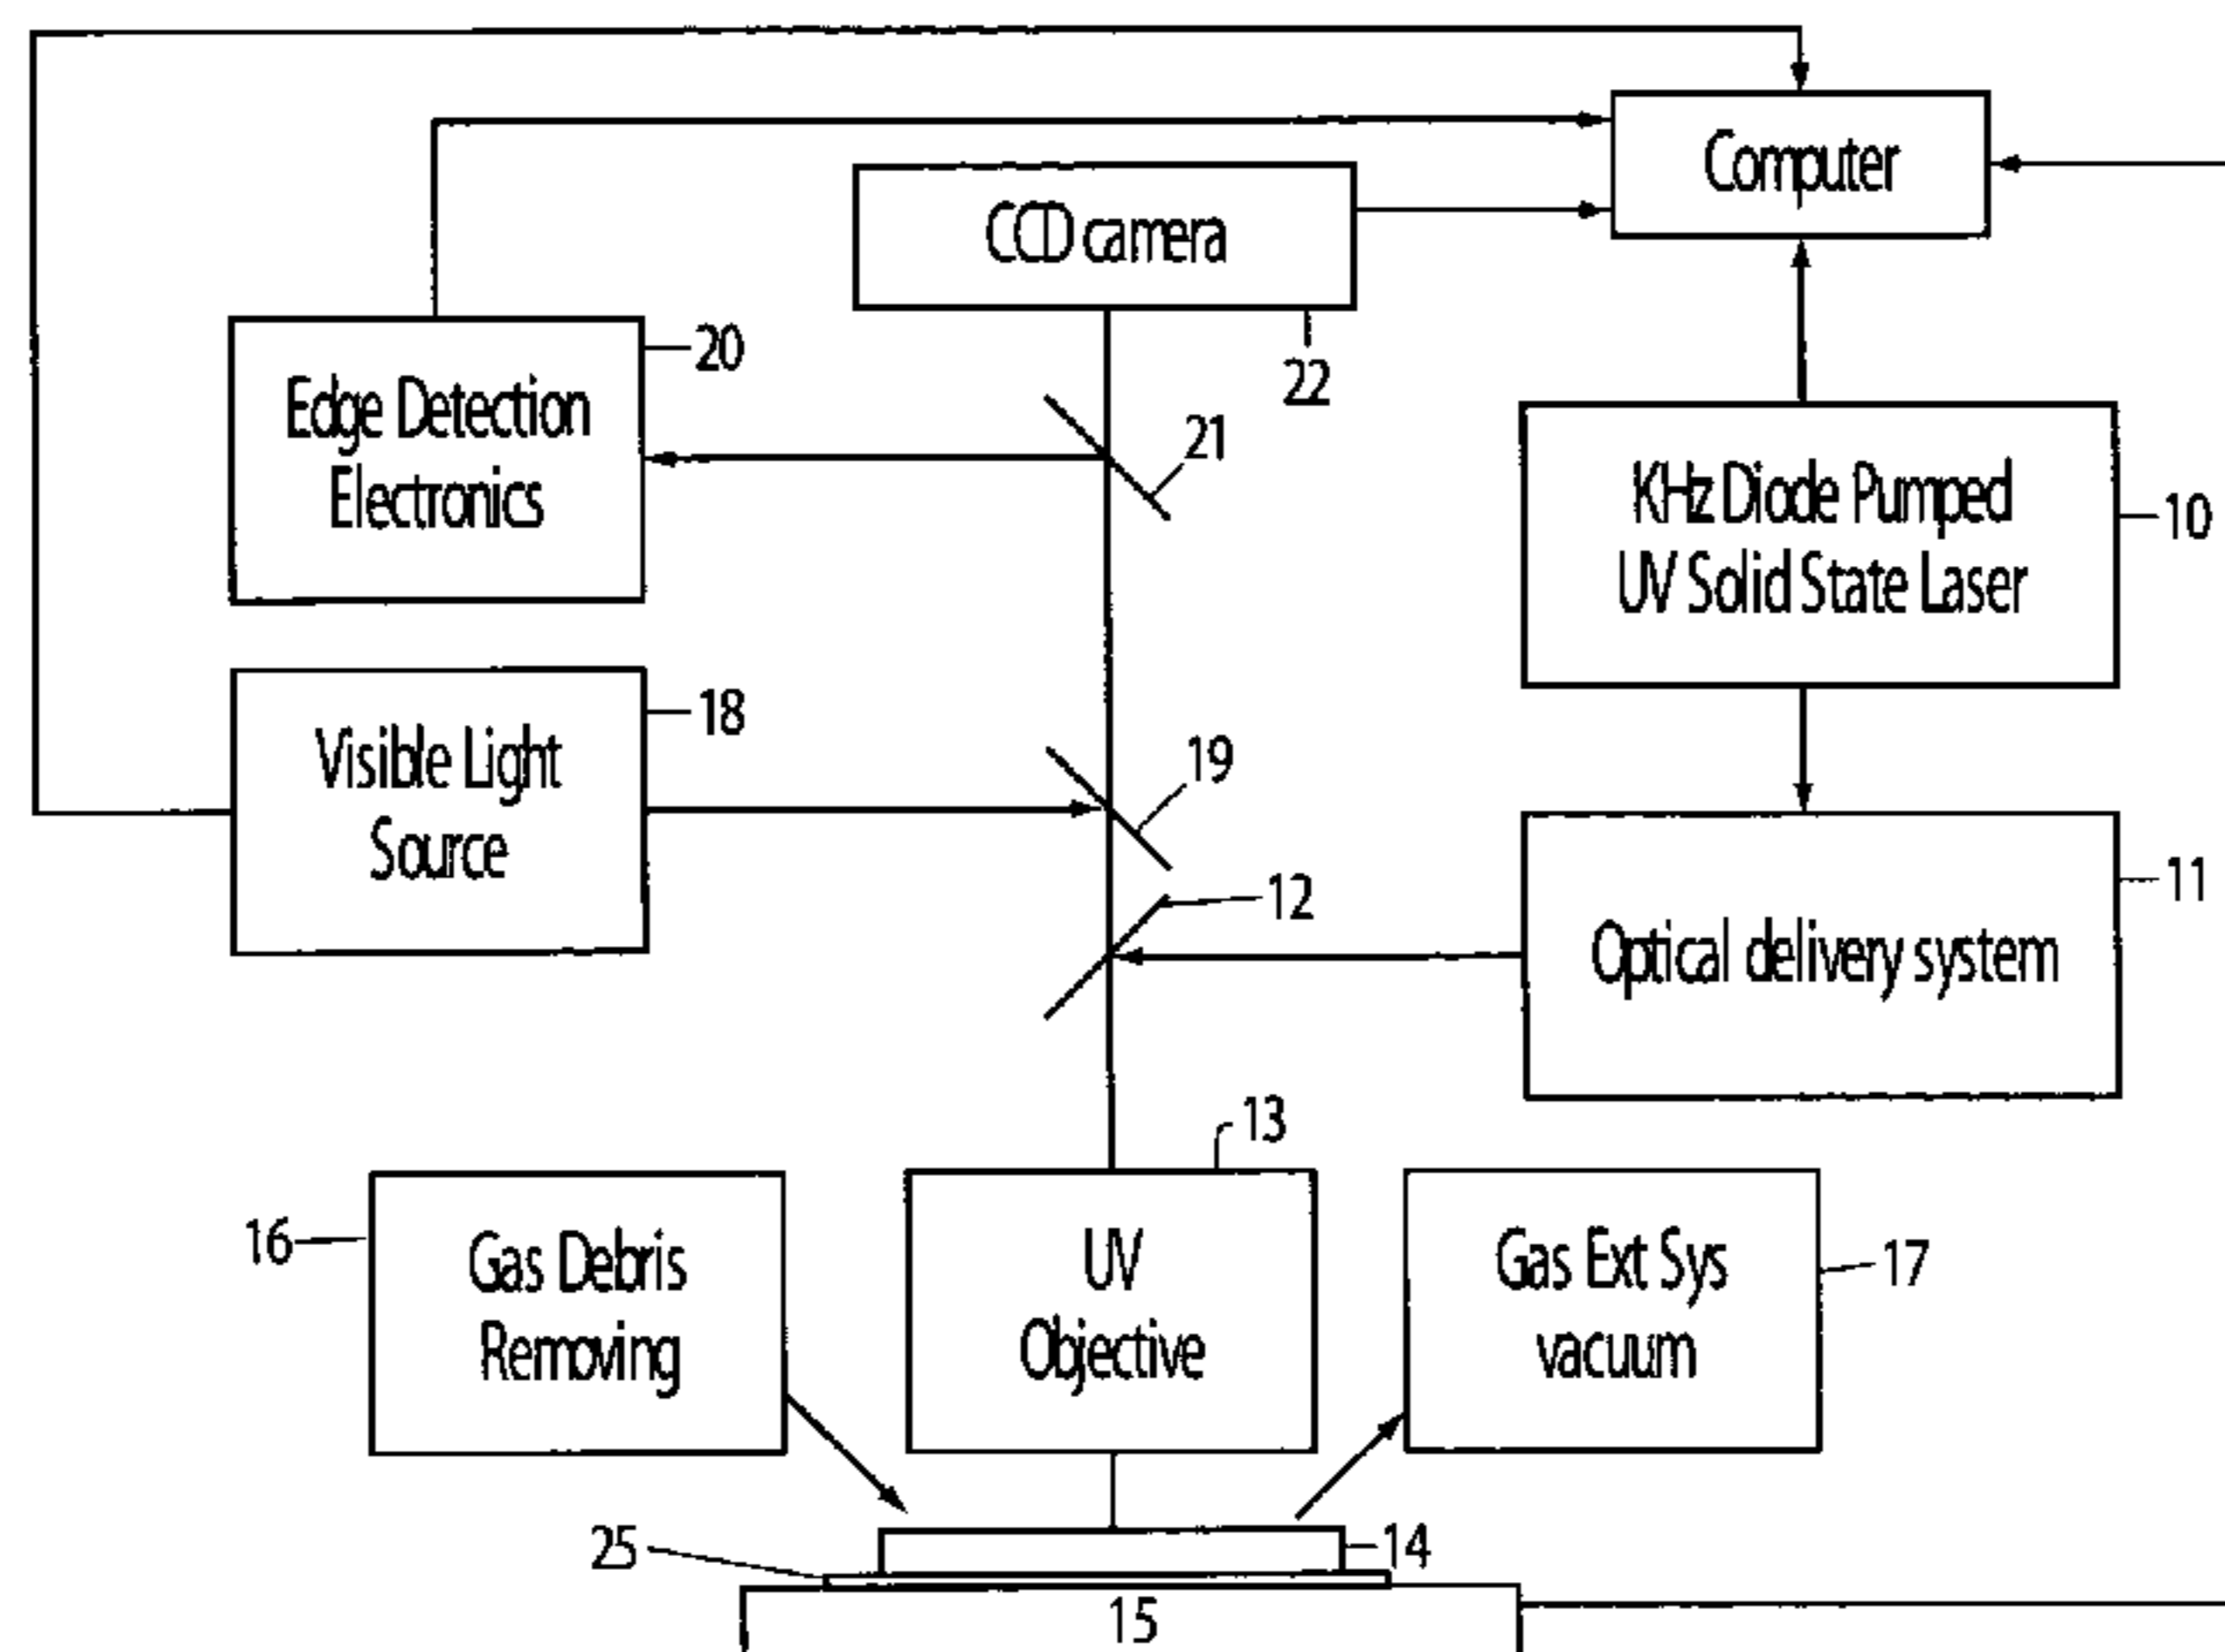 Computer
CCD camera
22
20
Edge Detection
Electronics
21
KHz Diode Pumped
UV Solid State Laser
10
18
Visible Light
Source
19
12
11
Optical delivery system
13
16
Gas Debris
Removing
UV
Objective
Gas Ext Sys
vacuum
17
25
14
15